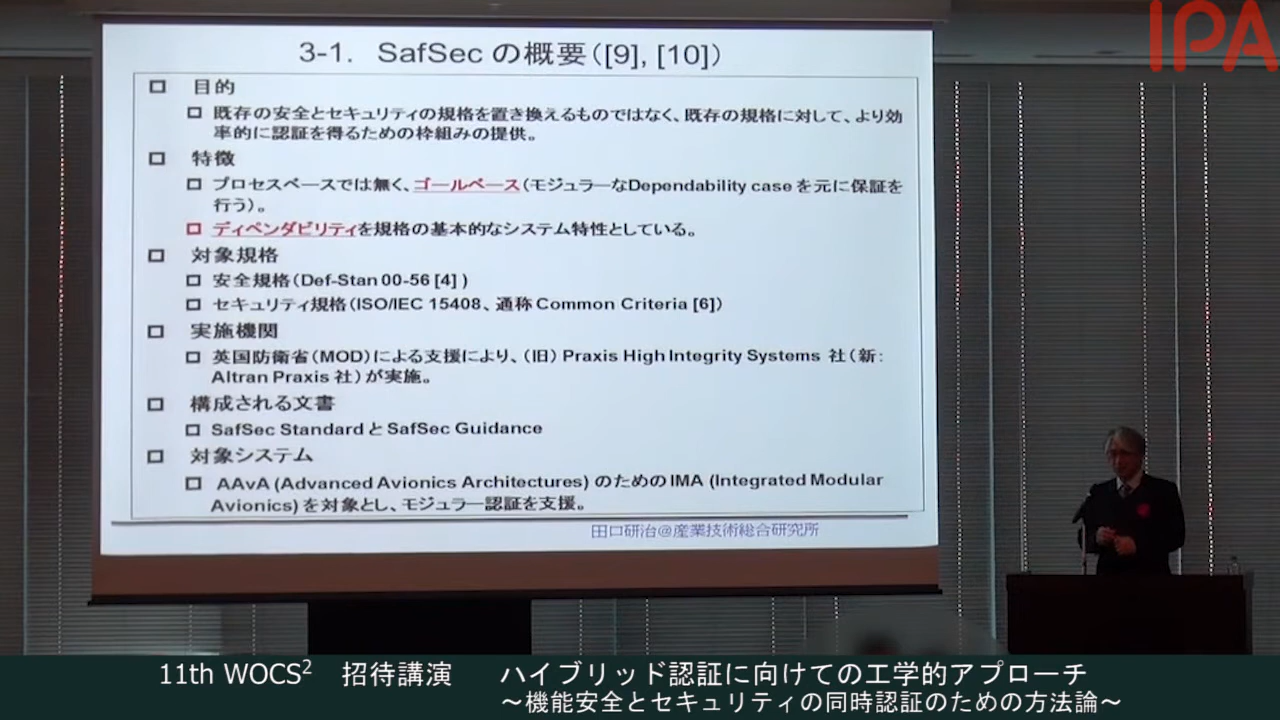 3-1. SafSec の概要([9], [10])
目的
既存の安全とセキュリティの規格を置き換えるものではなく、既存の規格に対して、より効
率的に認証を得るための枠組みの提供。
特徴
プロセスベースでは無く、ゴールベース(モジュラーなDependability case を元に保証を
行う)。
ディペンダビリティを規格の基本的なシステム特性としている。
対象規格
安全規格(Def-Stan 00-56 [4] )
セキュリティ規格(ISO/IEC 15408、通称 Common Criteria [6])
実施機関
英国防衛省(MOD)による支援により、(旧) Praxis High Integrity Systems 社(新:
Altran Praxis 社)が実施。
構成される文書
SafSec Standard と SafSec Guidance
対象システム
AAvA (Advanced Avionics Architectures) のための IMA (Integrated Modular
Avionics) を対象とし、モジュラー認証を支援。
田口研治@産業技術総合研究所
IPA
11th WOCS² 招待講演 ハイブリッド認証に向けての工学的アプローチ
～機能安全とセキュリティの同時認証のための方法論～